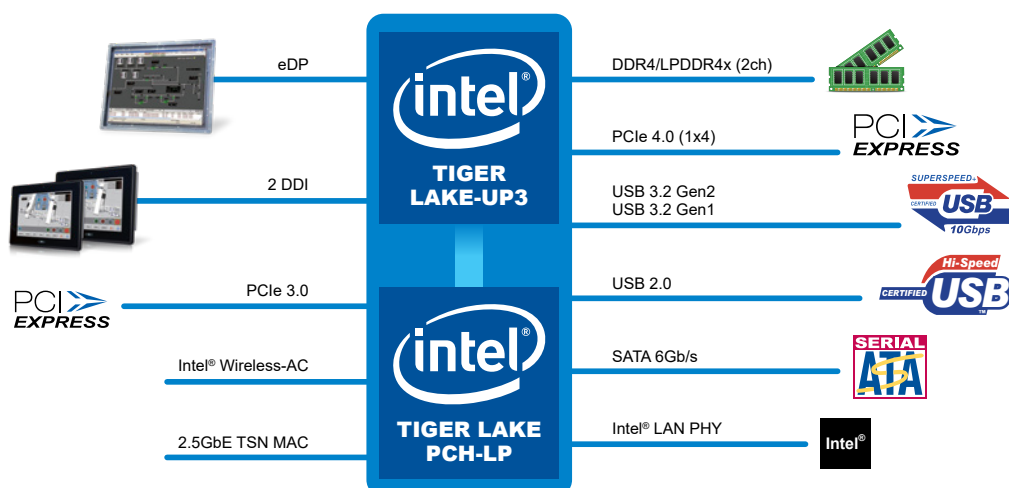 eDP
2 DDI
PCIe 3.0
PCI
EXPRESS
Intel® Wireless-AC
2.5GbE TSN MAC
intel®
TIGER
LAKE-UP3
intel®
TIGER LAKE
PCH-LP
DDR4/LPDDR4x (2ch)
PCIe 4.0 (1x4)
PCI
EXPRESS
USB 3.2 Gen2
USB 3.2 Gen1
SUPERSPEED+
CERTIFIED USB
10Gbps
USB 2.0
Hi-Speed
CERTIFIED USB
TM
SATA 6Gb/s
SERIAL
ATA
Intel® LAN PHY
Intel®